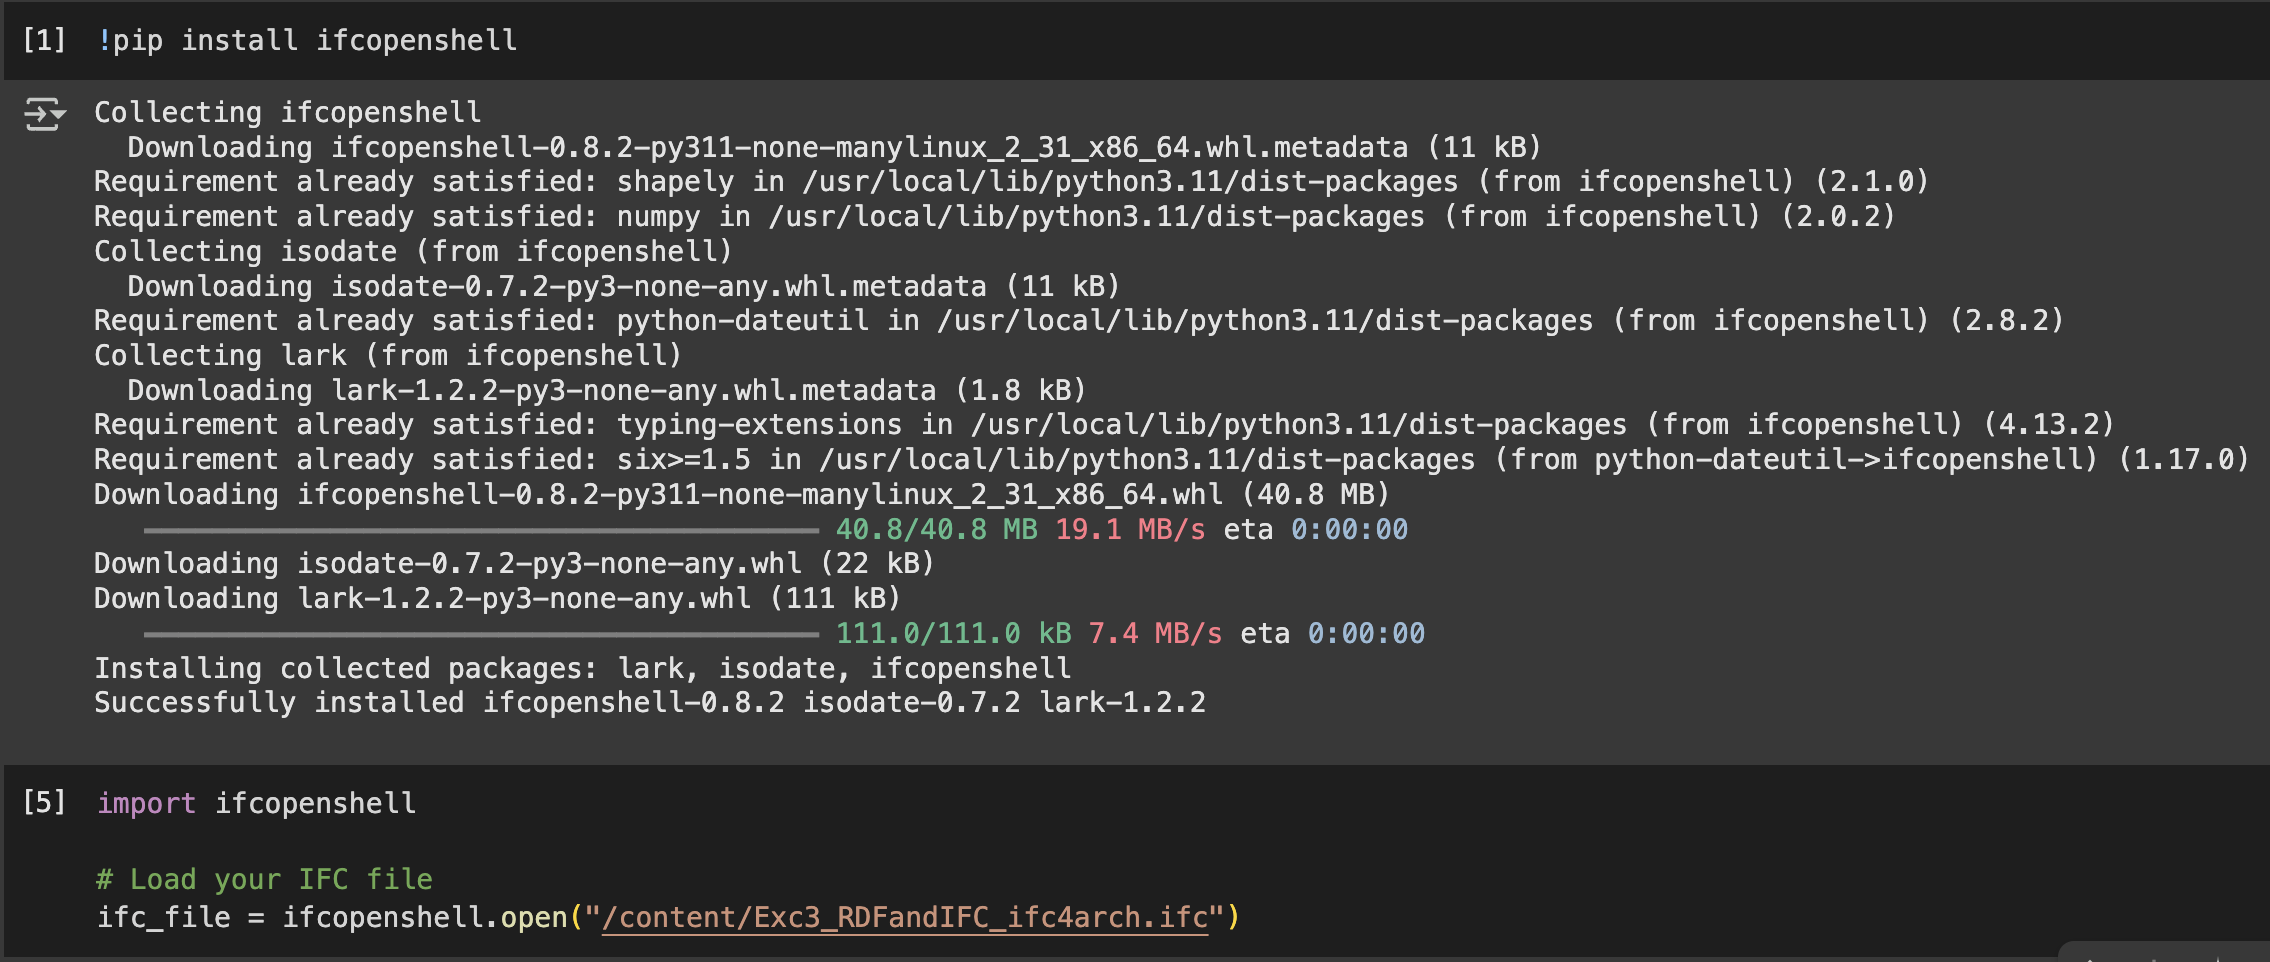 [1] !pip install ifcopenshell
Collecting ifcopenshell
  Downloading ifcopenshell-0.8.2-py311-none-manylinux_2_31_x86_64.whl.metadata (11 kB)
Requirement already satisfied: shapely in /usr/local/lib/python3.11/dist-packages (from ifcopenshell) (2.1.0)
Requirement already satisfied: numpy in /usr/local/lib/python3.11/dist-packages (from ifcopenshell) (2.0.2)
Collecting isodate (from ifcopenshell)
  Downloading isodate-0.7.2-py3-none-any.whl.metadata (11 kB)
Requirement already satisfied: python-dateutil in /usr/local/lib/python3.11/dist-packages (from ifcopenshell) (2.8.2)
Collecting lark (from ifcopenshell)
  Downloading lark-1.2.2-py3-none-any.whl.metadata (1.8 kB)
Requirement already satisfied: typing-extensions in /usr/local/lib/python3.11/dist-packages (from ifcopenshell) (4.13.2)
Requirement already satisfied: six>=1.5 in /usr/local/lib/python3.11/dist-packages (from python-dateutil->ifcopenshell) (1.17.0)
Downloading ifcopenshell-0.8.2-py311-none-manylinux_2_31_x86_64.whl (40.8 MB)
40.8/40.8 MB 19.1 MB/s eta 0:00:00
Downloading isodate-0.7.2-py3-none-any.whl (22 kB)
Downloading lark-1.2.2-py3-none-any.whl (111 kB)
111.0/111.0 kB 7.4 MB/s eta 0:00:00
Installing collected packages: lark, isodate, ifcopenshell
Successfully installed ifcopenshell-0.8.2 isodate-0.7.2 lark-1.2.2
[5] import ifcopenshell
# Load your IFC file
ifc_file = ifcopenshell.open("/content/Exc3_RDFandIFC_ifc4arch.ifc")